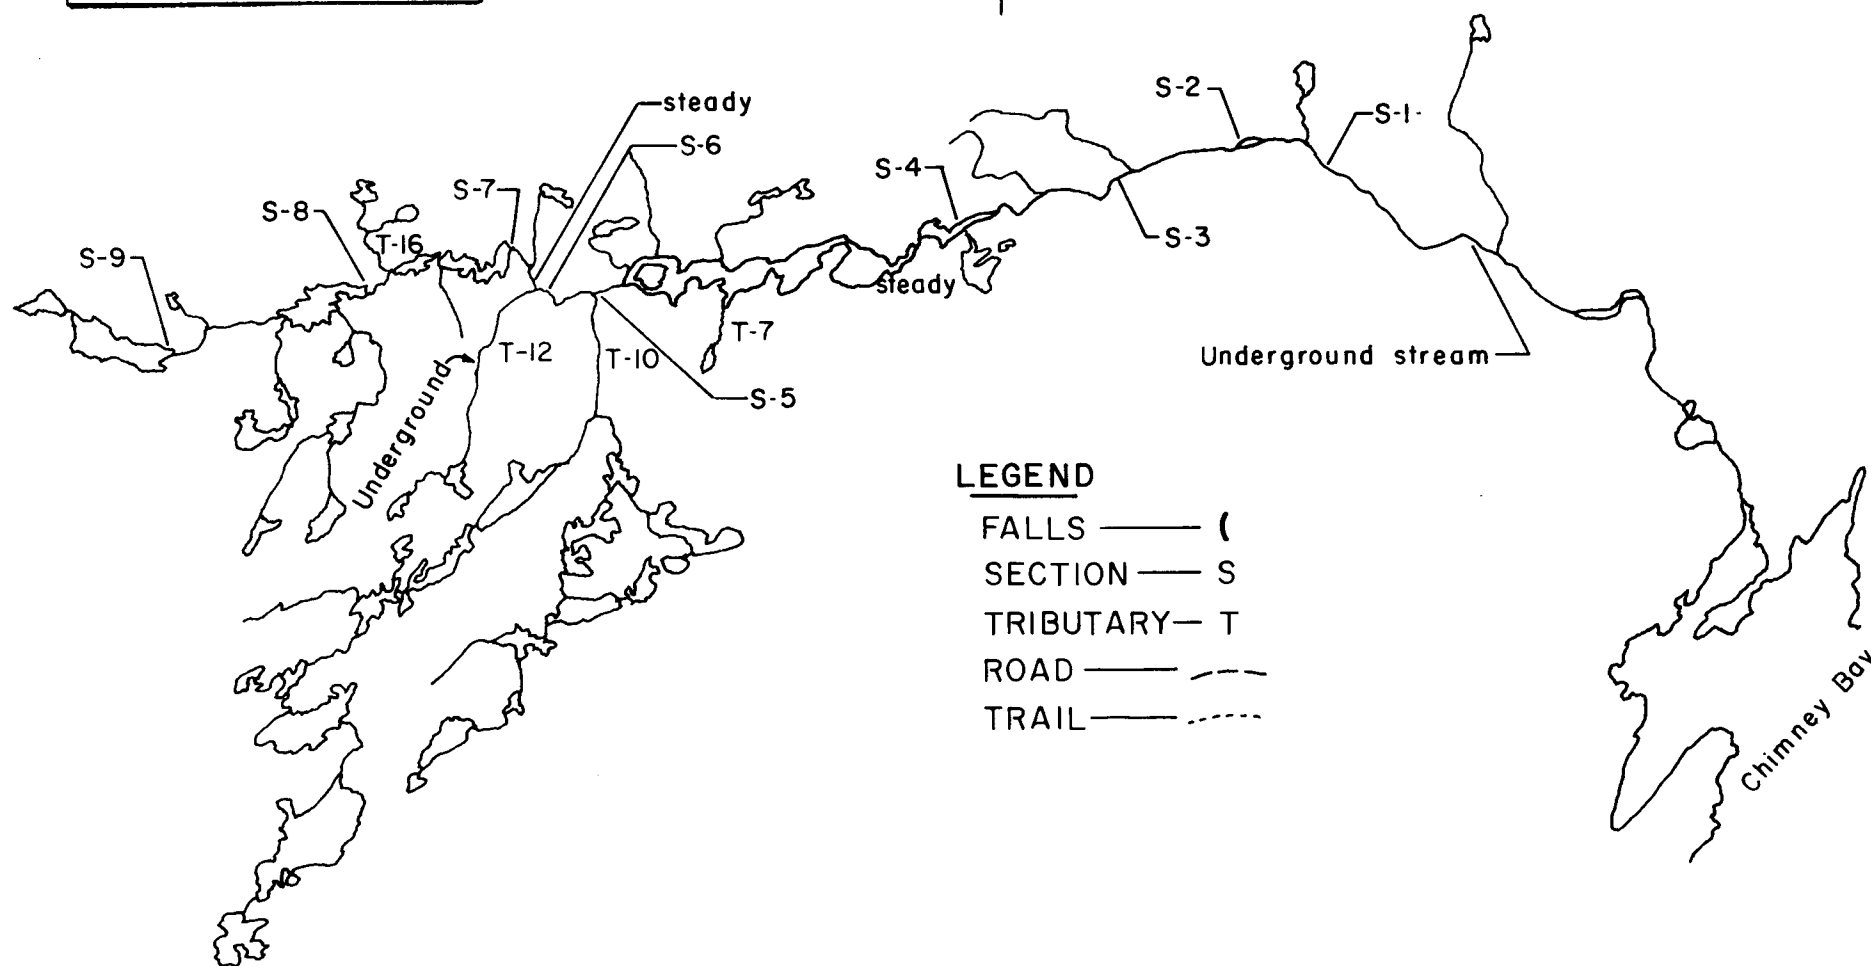 steady
S-6
S-2
S-1
S-4
S-7
S-8
T-16
S-3
S-9
steady
T-7
T-12
T-10
Underground stream
S-5
Underground
LEGEND
FALLS (
SECTION S
TRIBUTARY T
ROAD
TRAIL
Chimney Bay